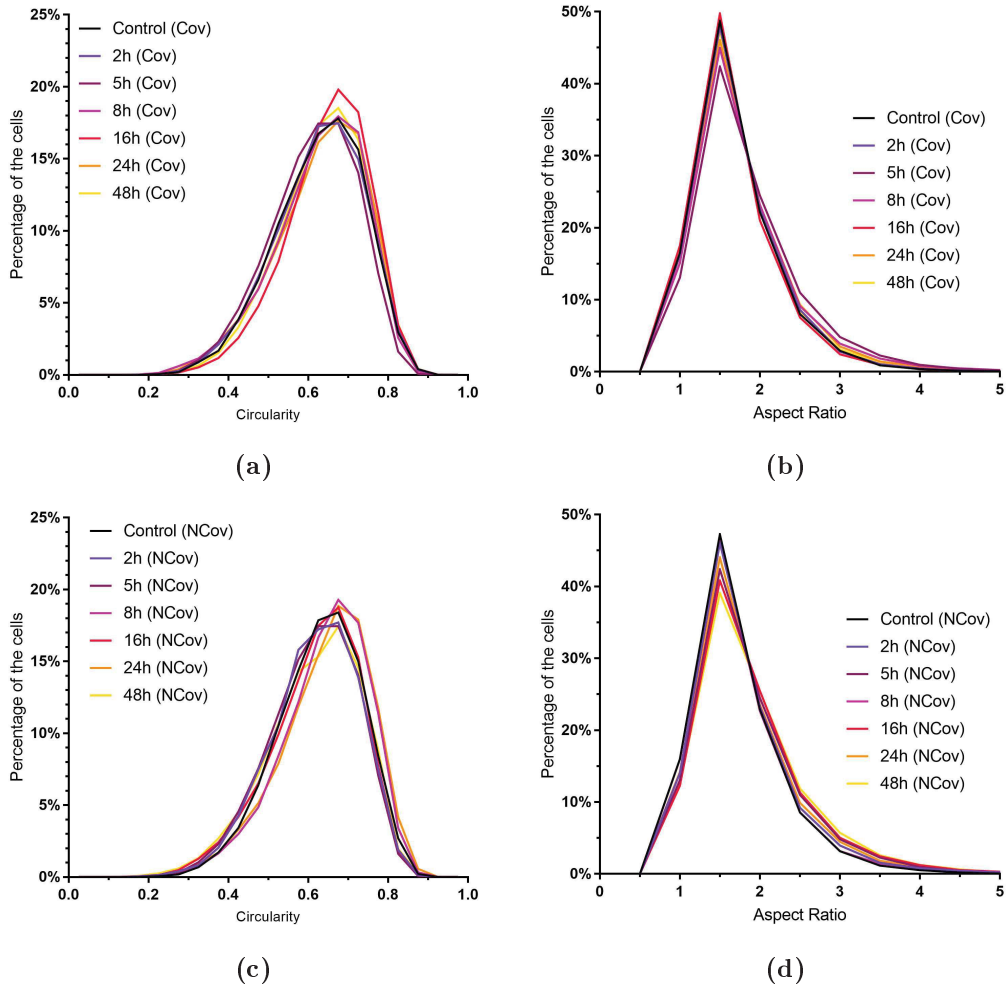 25%
20%
15%
10%
5%
0%
Percentage of the cells
Control (Cov)
2h (Cov)
5h (Cov)
8h (Cov)
16h (Cov)
24h (Cov)
48h (Cov)
0.0 0.2 0.4 0.6 0.8 1.0
Circularity
(a)
50%
40%
30%
20%
10%
0%
Percentage of the cells
Control (Cov)
2h (Cov)
5h (Cov)
8h (Cov)
16h (Cov)
24h (Cov)
48h (Cov)
0 1 2 3 4 5
Aspect Ratio
(b)
25%
20%
15%
10%
5%
0%
Percentage of the cells
Control (NCov)
2h (NCov)
5h (NCov)
8h (NCov)
16h (NCov)
24h (NCov)
48h (NCov)
0.0 0.2 0.4 0.6 0.8 1.0
Circularity
(c)
50%
40%
30%
20%
10%
0%
Percentage of the cells
Control (NCov)
2h (NCov)
5h (NCov)
8h (NCov)
16h (NCov)
24h (NCov)
48h (NCov)
0 1 2 3 4 5
Aspect Ratio
(d)